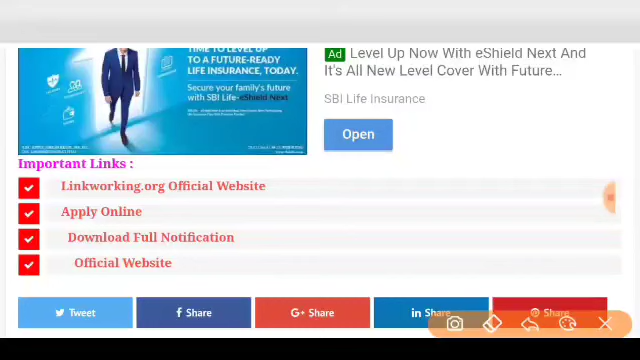 TIME TO LEVEL UP
TO A FUTURE-READY
LIFE INSURANCE, TODAY.
Secure your family's future
with SBI Life eShield Next
Ad Level Up Now With eShield Next And
It's All New Level Cover With Future...
SBI Life Insurance
Open
Important Links :
Linkworking.org Official Website
Apply Online
Download Full Notification
Official Website
Tweet
Share
G+ Share
in Share
Share